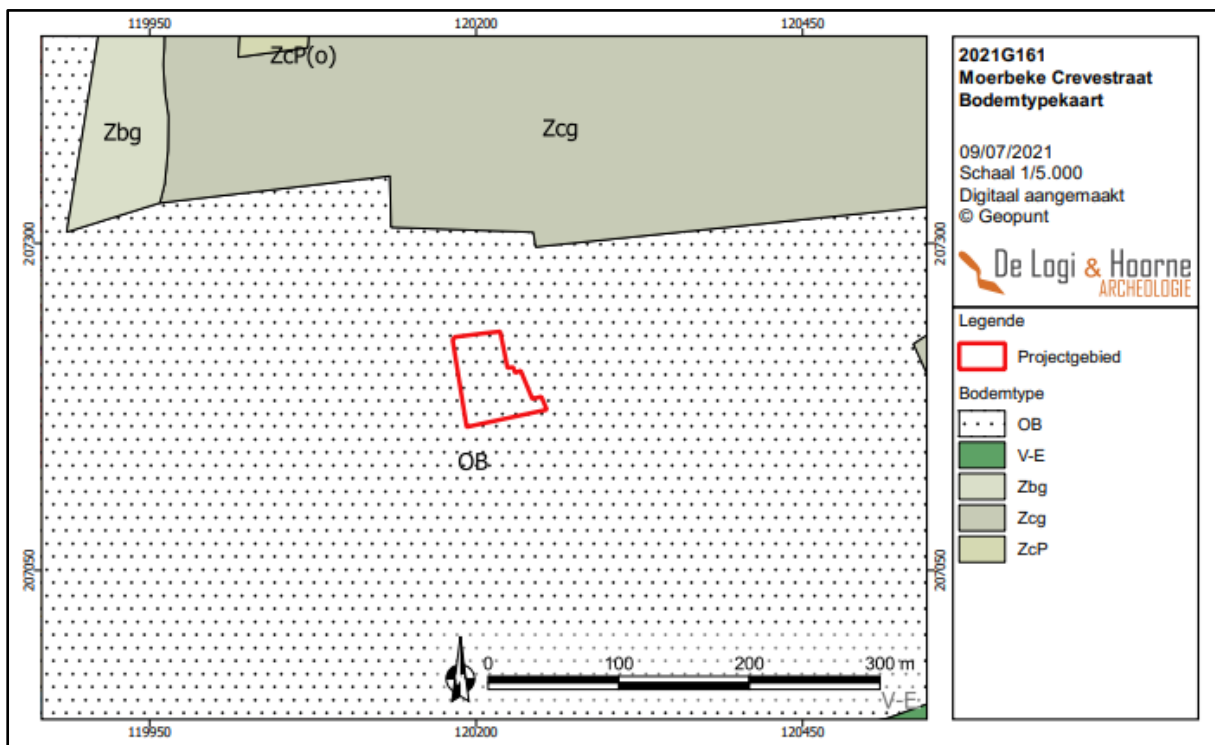 119950
120200
120450
ZcP(o)
Zbg
Zcg
207300
207300
OB
207050
207050
0
100
200
300 m
V-E
119950
120200
120450
2021G161
Moerbeke Crevestraat
Bodemtypekaart
09/07/2021
Schaal 1/5.000
Digitaal aangemaakt
© Geopunt
De Logi & Hoorne
ARCHEOLOGIE
Legende
Projectgebied
Bodemtype
OB
V-E
Zbg
Zcg
ZcP